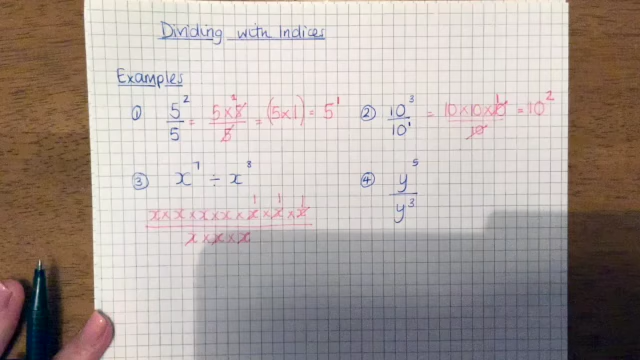 Dividing with Indices
Examples
① 5²/5 = 5×5/5 = (5×1) = 5¹
② 10³/10¹ = 10×10×10/10 = 10²
③ x⁷ ÷ x³
x×x×x×x×x×x×x/x×x×x
④ y⁵/y³